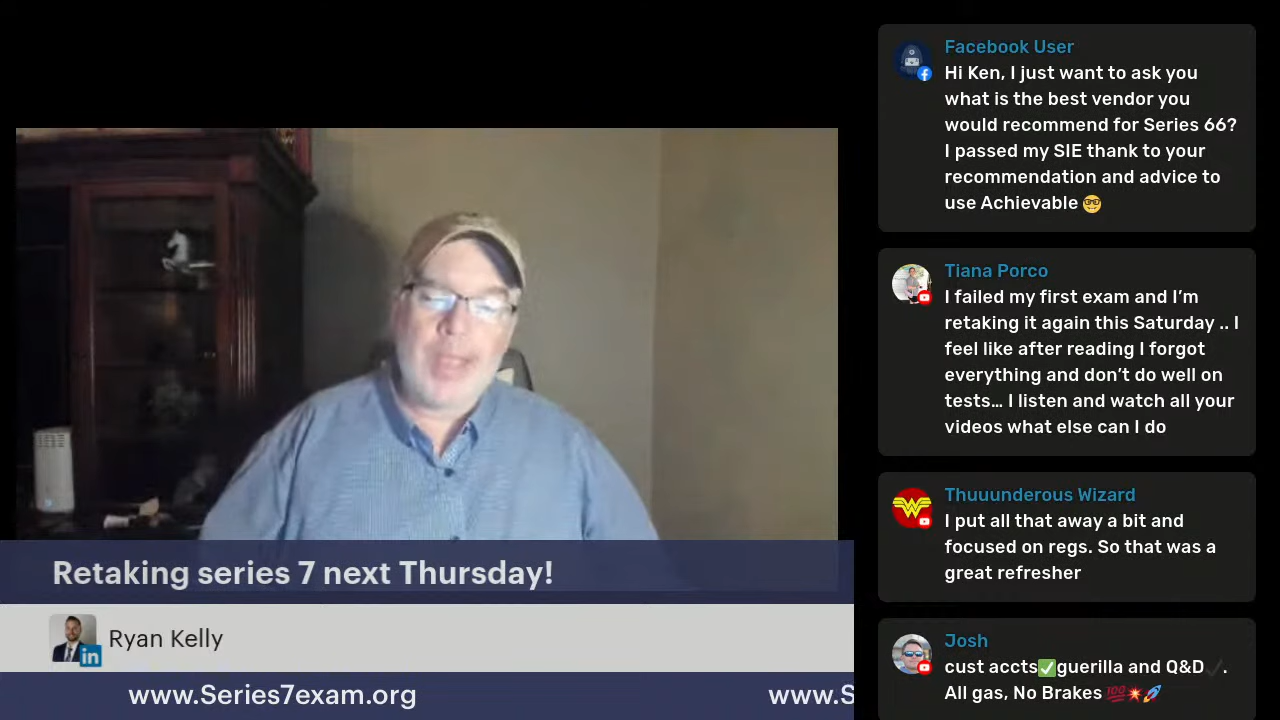 Facebook User
Hi Ken, I just want to ask you
what is the best vendor you
would recommend for Series 66?
I passed my SIE thank to your
recommendation and advice to
use Achievable 🤓
Tiana Porco
I failed my first exam and I’m
retaking it again this Saturday .. I
feel like after reading I forgot
everything and don’t do well on
tests… I listen and watch all your
videos what else can I do
Thuuunderous Wizard
I put all that away a bit and
focused on regs. So that was a
great refresher
Josh
cust accts✅guerilla and Q&D✔.
All gas, No Brakes 💯💥🚀
Retaking series 7 next Thursday!
in
Ryan Kelly
www.Series7exam.org
www.S